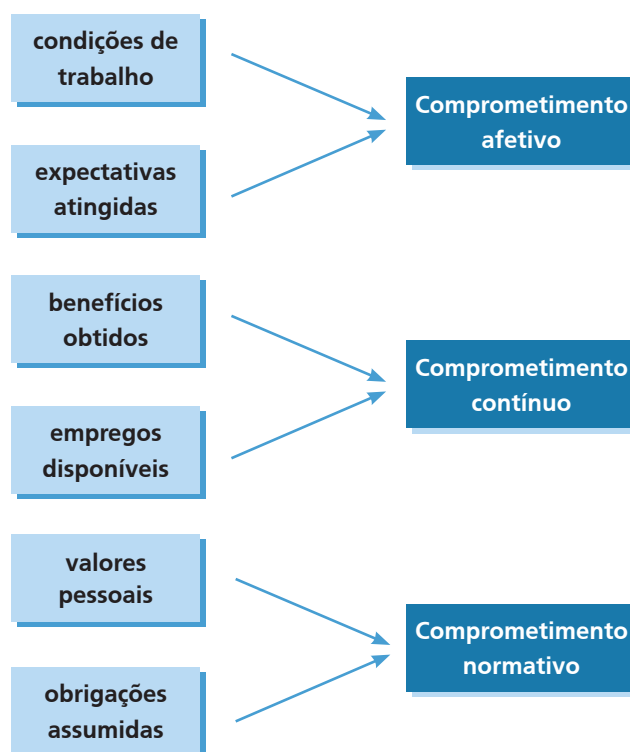 condições de
trabalho
Comprometimento
afetivo
expectativas
atingidas
benefícios
obtidos
Comprometimento
contínuo
empregos
disponíveis
valores
pessoais
Comprometimento
normativo
obrigações
assumidas